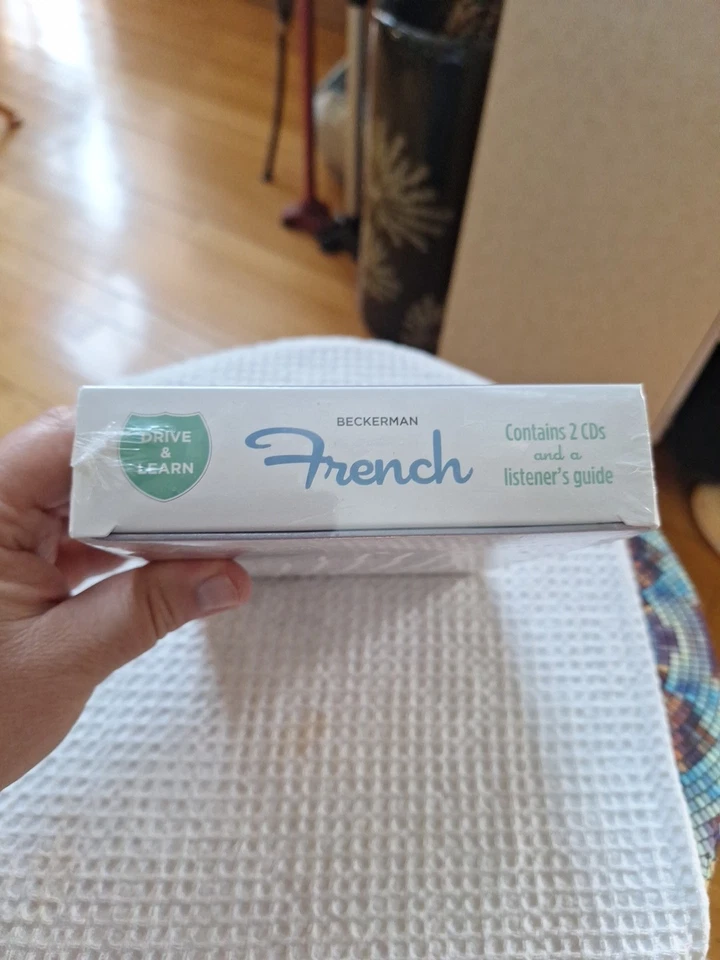 DRIVE
&
LEARN
BECKERMAN
French
Contains 2 CDs
and a
listener's guide